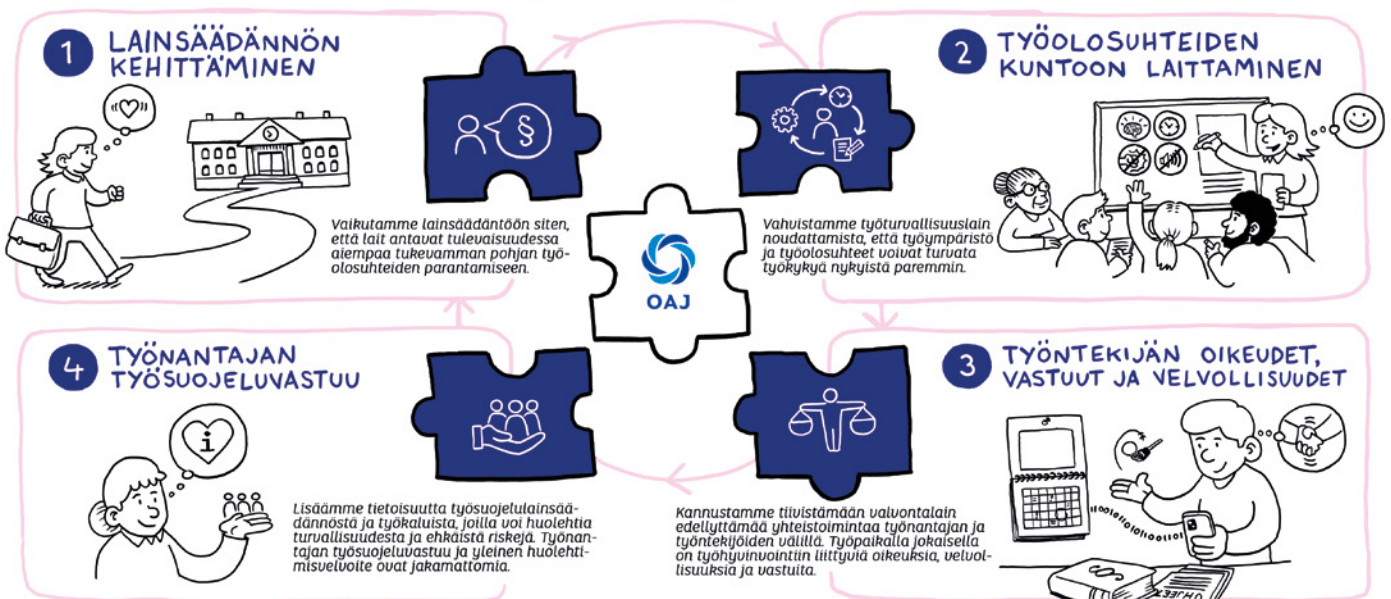 1 LAINSÄÄDÄNNÖN
KEHITTÄMINEN
§
Vaikutamme lainsäädäntöön siten,
että lait antavat tulevaisuudessa
aiempaa tukevamman pohjan työ-
olosuhteiden parantamiseen.
2 TYÖOLOSUHTEIDEN
KUNTOON LAITTAMINEN
Vahvistamme työturvallisuuslain
noudattamista, että työympäristö
ja työolosuhteet voivat turvata
työkykyä nykyistä paremmin.
OAJ
3 TYÖNTEKIJÄN OIKEUDET,
VASTUUT JA VELVOLLISUUDET
Kannustamme tiivistämään valvontalain
edellyttämää yhteistoimintaa työnantajan ja
työntekijöiden välillä. Työpaikalla jokaisella
on työhyvinvointiin liittyviä oikeuksia, velvol-
lisuuksia ja vastuita.
§
OHJEET
4 TYÖNANTAJAN
TYÖSUOJELUVASTUU
i
Lisäämme tietoisuutta työsuojelulainsää-
dännöstä ja työkaluista, joilla voi huolehtia
turvallisuudesta ja ehkäistä riskejä. Työnan-
tajan työsuojeluvastuu ja yleinen huolehti-
misvelvoite ovat jakamattomia.